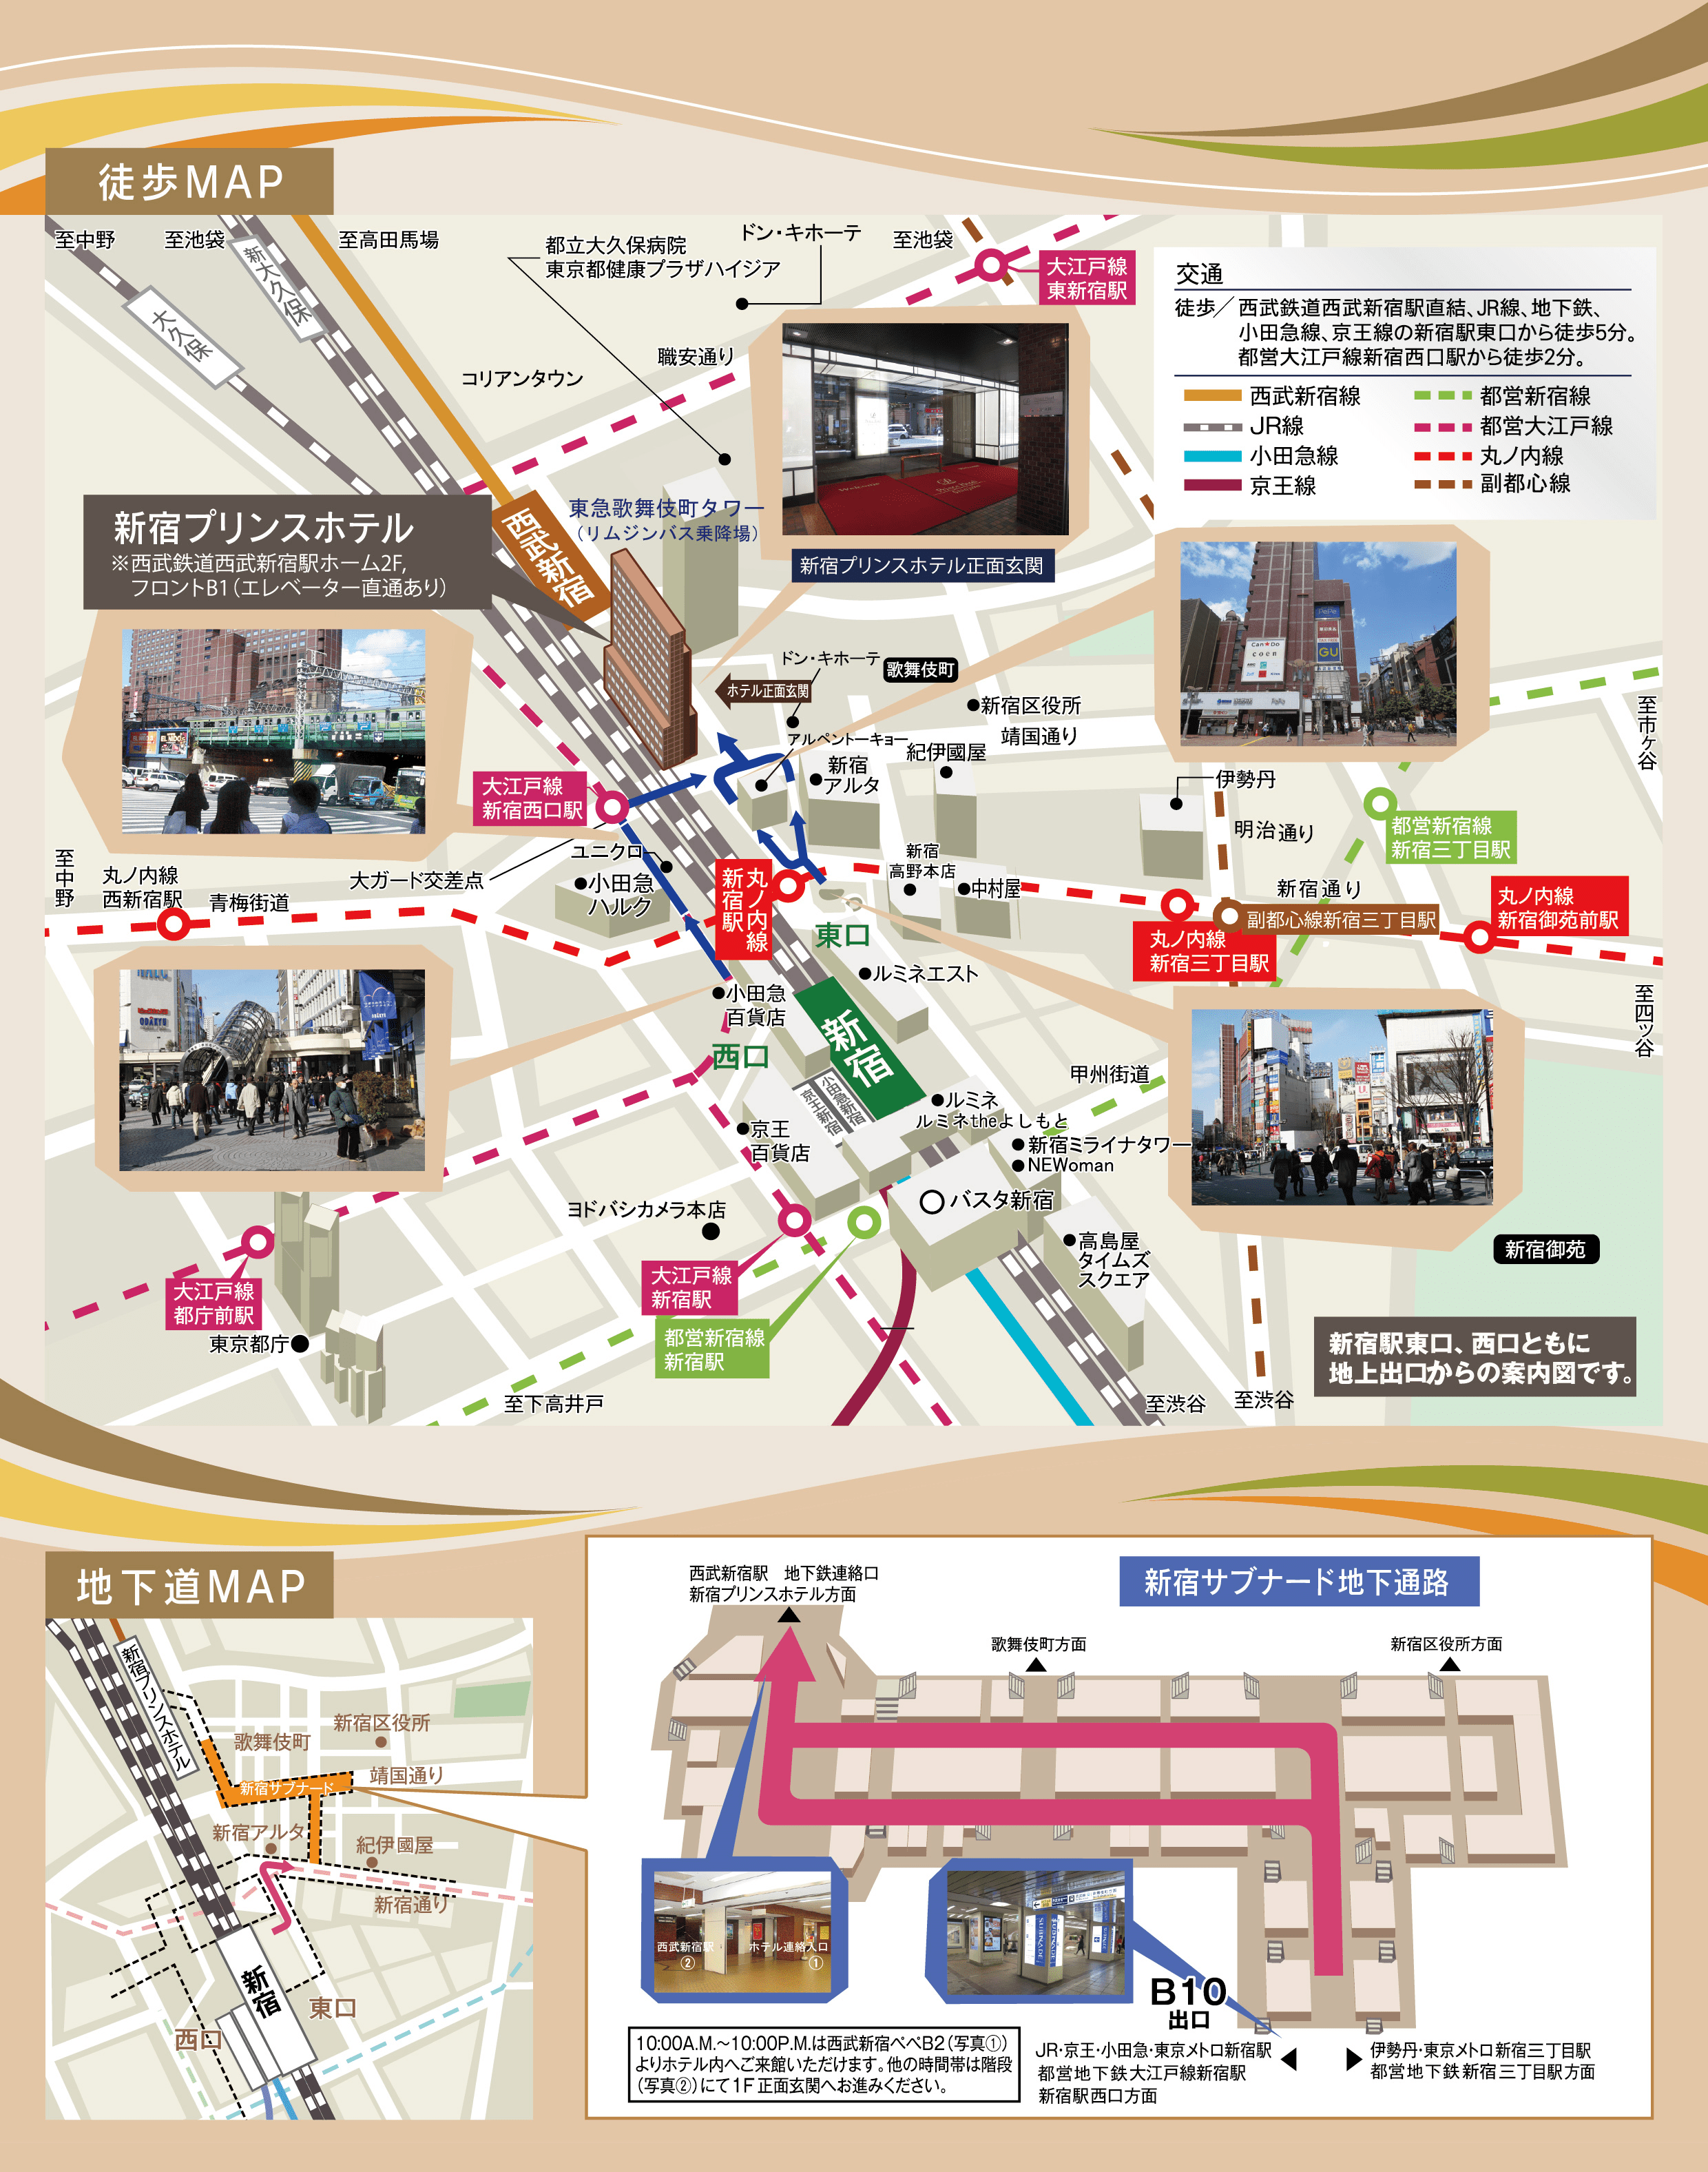 徒歩MAP
至中野
至池袋
至高田馬場
新大久保
大久保
都立大久保病院
東京都健康プラザハイジア
ドン・キホーテ
至池袋
大江戸線
東新宿駅
職安通り
コリアンタウン
交通
徒歩／西武鉄道西武新宿駅直結、JR線、地下鉄、
小田急線、京王線の新宿駅東口から徒歩5分。
都営大江戸線新宿西口駅から徒歩2分。
西武新宿線
都営新宿線
JR線
都営大江戸線
小田急線
丸ノ内線
京王線
副都心線
新宿プリンスホテル
※西武鉄道西武新宿駅ホーム2F,
フロントB1（エレベーター直通あり）
西武新宿
東急歌舞伎町タワー
（リムジンバス乗降場）
新宿プリンスホテル正面玄関
ドン・キホーテ
歌舞伎町
ホテル正面玄関
新宿区役所
靖国通り
アルペントーキョー
新宿
アルタ
紀伊國屋
Can★Do
GU
至市ヶ谷
伊勢丹
明治通り
都営新宿線
新宿三丁目駅
大江戸線
新宿西口駅
ユニクロ
大ガード交差点
小田急
ハルク
至中野
丸ノ内線
西新宿駅
青梅街道
丸ノ内線
新宿駅
新宿
高野本店
中村屋
新宿通り
丸ノ内線
新宿御苑前駅
副都心線新宿三丁目駅
丸ノ内線
新宿三丁目駅
東口
ルミネエスト
小田急
百貨店
西口
新宿
小田急新宿
京王新宿
至四ツ谷
甲州街道
ルミネ
ルミネtheよしもと
新宿ミライナタワー
NEWoman
京王
百貨店
バスタ新宿
ヨドバシカメラ本店
高島屋
タイムズ
スクエア
新宿御苑
大江戸線
都庁前駅
東京都庁
大江戸線
新宿駅
都営新宿線
新宿駅
至下高井戸
至渋谷
至渋谷
新宿駅東口、西口ともに
地上出口からの案内図です。
地下道MAP
新宿プリンスホテル
新宿区役所
歌舞伎町
靖国通り
新宿サブナード
新宿アルタ
紀伊國屋
新宿通り
新宿
東口
西口
新宿サブナード地下通路
西武新宿駅　地下鉄連絡口
新宿プリンスホテル方面
歌舞伎町方面
新宿区役所方面
西武新宿駅
②
ホテル連絡入口
①
SUBNADE
B10
出口
10:00A.M.～10:00P.M.は西武新宿ペペB2（写真①）
よりホテル内へご来館いただけます。他の時間帯は階段
（写真②）にて1F正面玄関へお進みください。
JR・京王・小田急・東京メトロ新宿駅
都営地下鉄大江戸線新宿駅
新宿駅西口方面
伊勢丹・東京メトロ新宿三丁目駅
都営地下鉄新宿三丁目駅方面